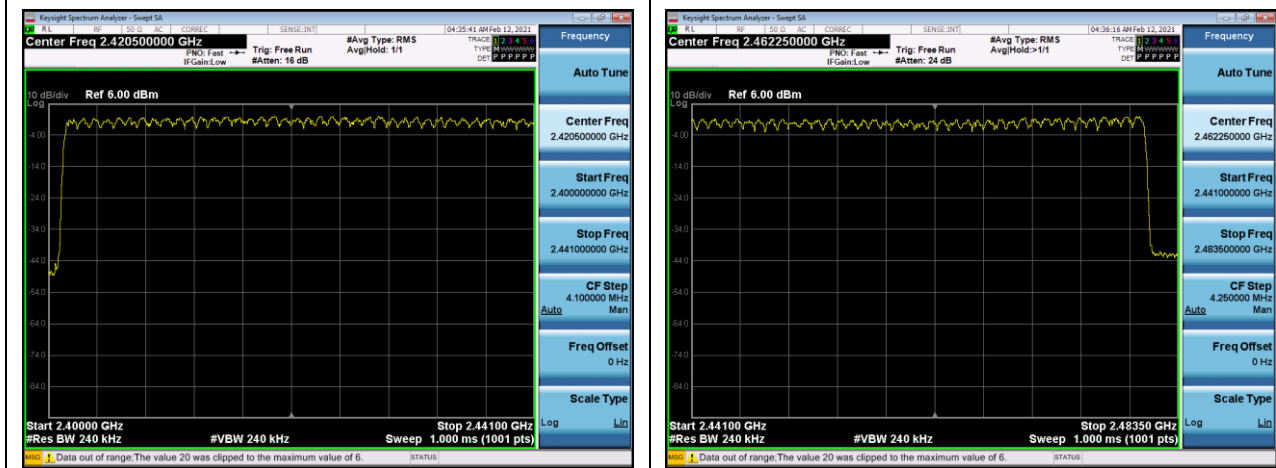 Keysight Spectrum Analyzer - Swept SA
RL RF 50 Ω AC CORREC SENSE:INT 04:35:41 AM Feb 12, 2021
Center Freq 2.420500000 GHz
#Avg Type: RMS
TRACE 1 2 3 4 5 6
PNO: Fast
Trig: Free Run
Avg|Hold: 1/1
TYPE M WWWWW
IFGain:Low
#Atten: 16 dB
DET P P P P P P
10 dB/div Ref 6.00 dBm
Log
-4.00
-14.0
-24.0
-34.0
-44.0
-54.0
-64.0
-74.0
-84.0
Start 2.40000 GHz Stop 2.44100 GHz
#Res BW 240 kHz #VBW 240 kHz Sweep 1.000 ms (1001 pts)
MSG Data out of range;The value 20 was clipped to the maximum value of 6. STATUS
Frequency
Auto Tune
Center Freq
2.420500000 GHz
Start Freq
2.400000000 GHz
Stop Freq
2.441000000 GHz
CF Step
4.100000 MHz
Auto Man
Freq Offset
0 Hz
Scale Type
Log Lin
Keysight Spectrum Analyzer - Swept SA
RL RF 50 Ω AC CORREC SENSE:INT 04:36:16 AM Feb 12, 2021
Center Freq 2.462250000 GHz
#Avg Type: RMS
TRACE 1 2 3 4 5 6
PNO: Fast
Trig: Free Run
Avg|Hold:>1/1
TYPE M WWWWW
IFGain:Low
#Atten: 24 dB
DET P P P P P P
10 dB/div Ref 6.00 dBm
Log
-4.00
-14.0
-24.0
-34.0
-44.0
-54.0
-64.0
-74.0
-84.0
Start 2.44100 GHz Stop 2.48350 GHz
#Res BW 240 kHz #VBW 240 kHz Sweep 1.000 ms (1001 pts)
MSG Data out of range;The value 20 was clipped to the maximum value of 6. STATUS
Frequency
Auto Tune
Center Freq
2.462250000 GHz
Start Freq
2.441000000 GHz
Stop Freq
2.483500000 GHz
CF Step
4.250000 MHz
Auto Man
Freq Offset
0 Hz
Scale Type
Log Lin